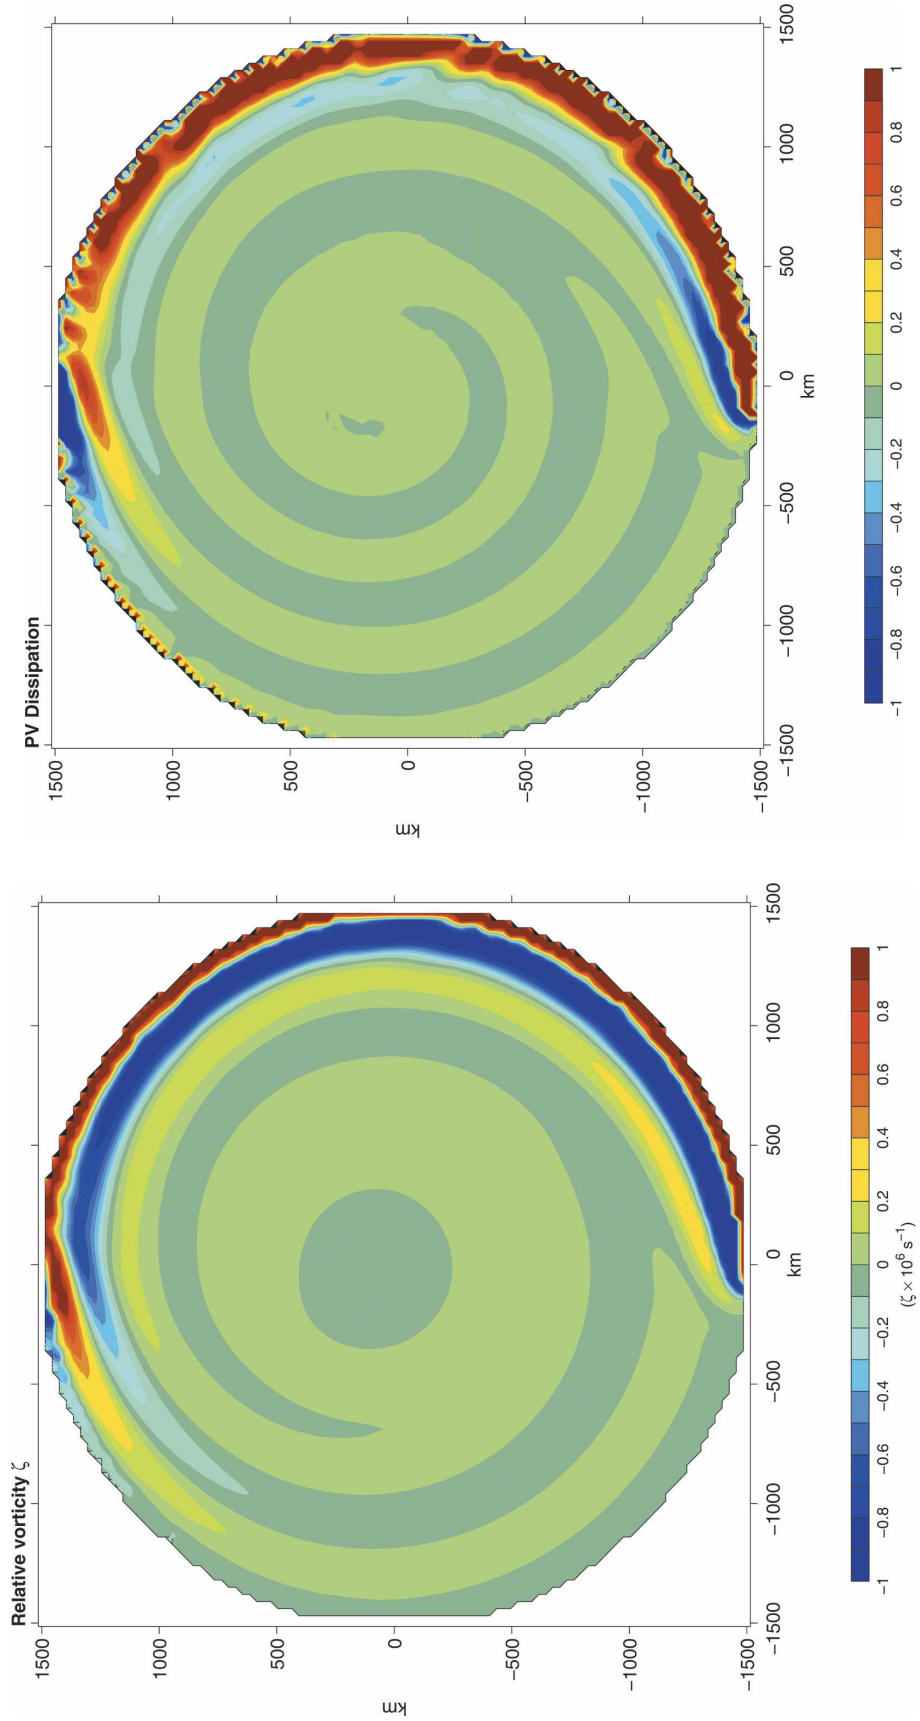 Relative vorticity ζ
1500
1000
500
km
0
−500
−1000
−1500
−1500 −1000 −500 0 500 1000 1500
km
−1 −0.8 −0.6 −0.4 −0.2 0 0.2 0.4 0.6 0.8 1
(ζ × 10⁶ s⁻¹)
PV Dissipation
1500
1000
500
km
0
−500
−1000
−1500
−1500 −1000 −500 0 500 1000 1500
km
−1 −0.8 −0.6 −0.4 −0.2 0 0.2 0.4 0.6 0.8 1